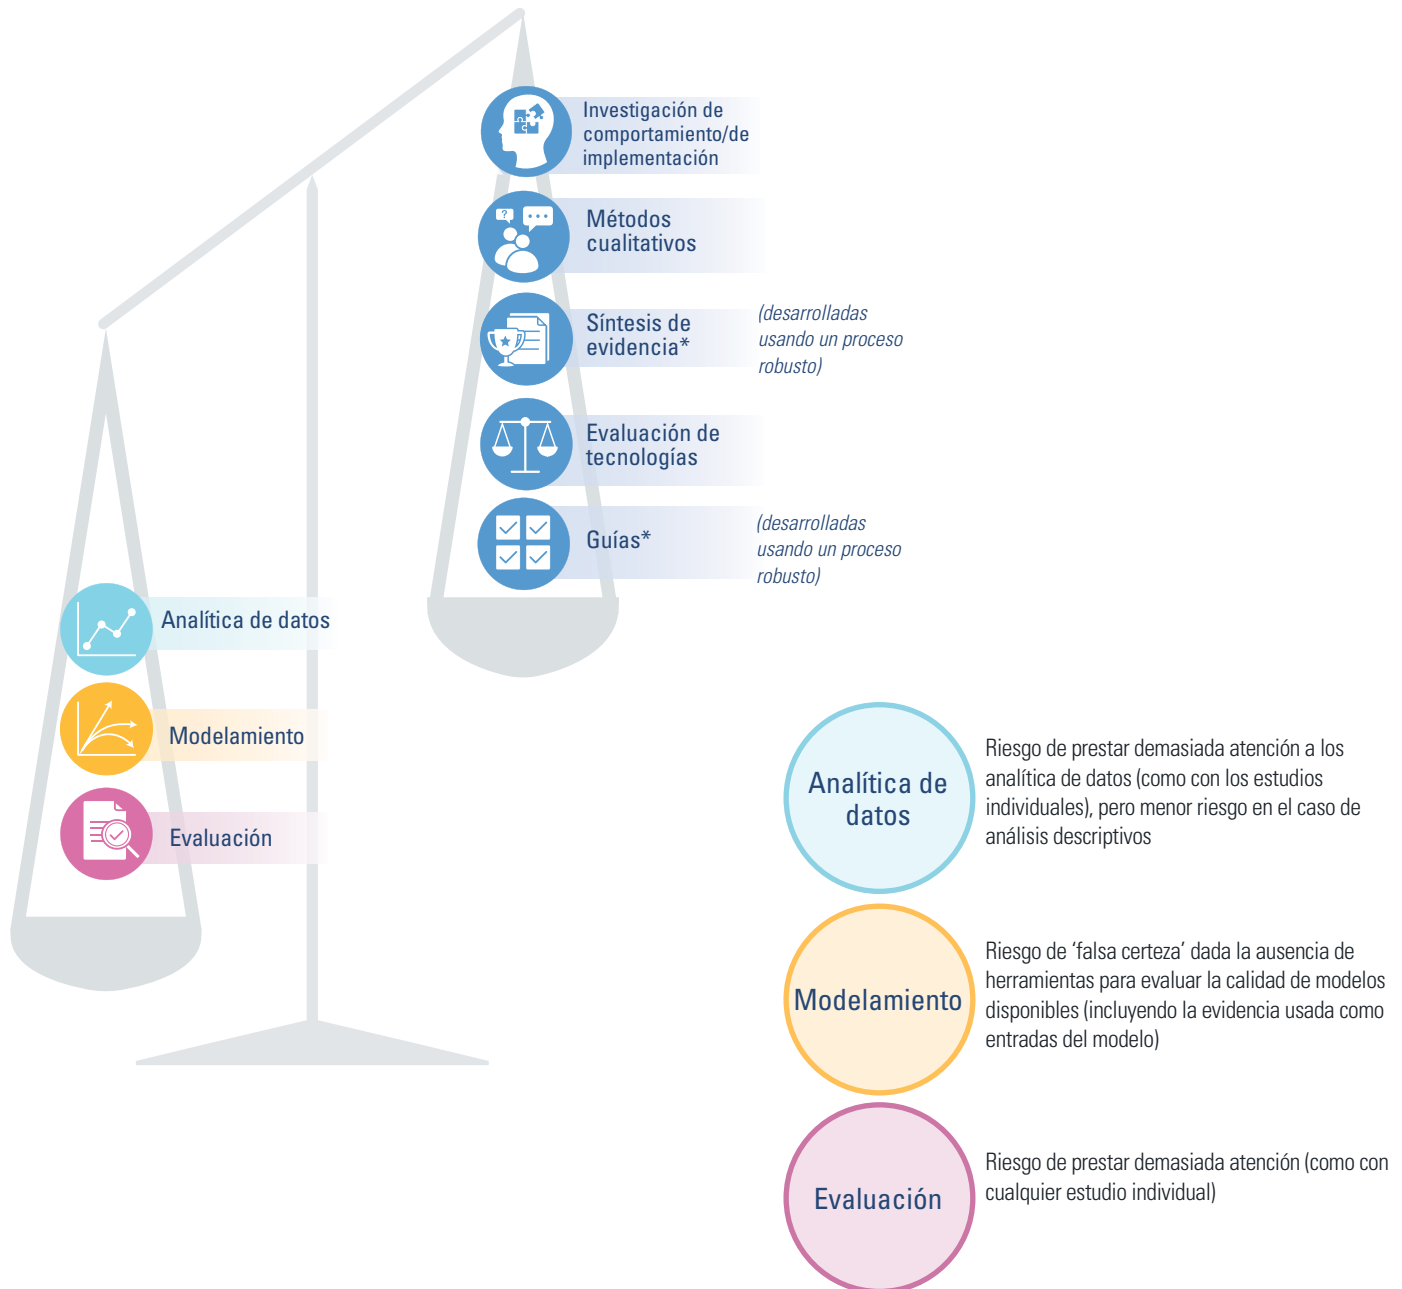 Investigación de
comportamiento/de
implementación
Métodos
cualitativos
Síntesis de
evidencia*
(desarrolladas
usando un proceso
robusto)
Evaluación de
tecnologías
Guías*
(desarrolladas
usando un proceso
robusto)
Analítica de datos
Modelamiento
Evaluación
Analítica de
datos
Riesgo de prestar demasiada atención a los
analítica de datos (como con los estudios
individuales), pero menor riesgo en el caso de
análisis descriptivos
Modelamiento
Riesgo de ‘falsa certeza’ dada la ausencia de
herramientas para evaluar la calidad de modelos
disponibles (incluyendo la evidencia usada como
entradas del modelo)
Evaluación
Riesgo de prestar demasiada atención (como con
cualquier estudio individual)